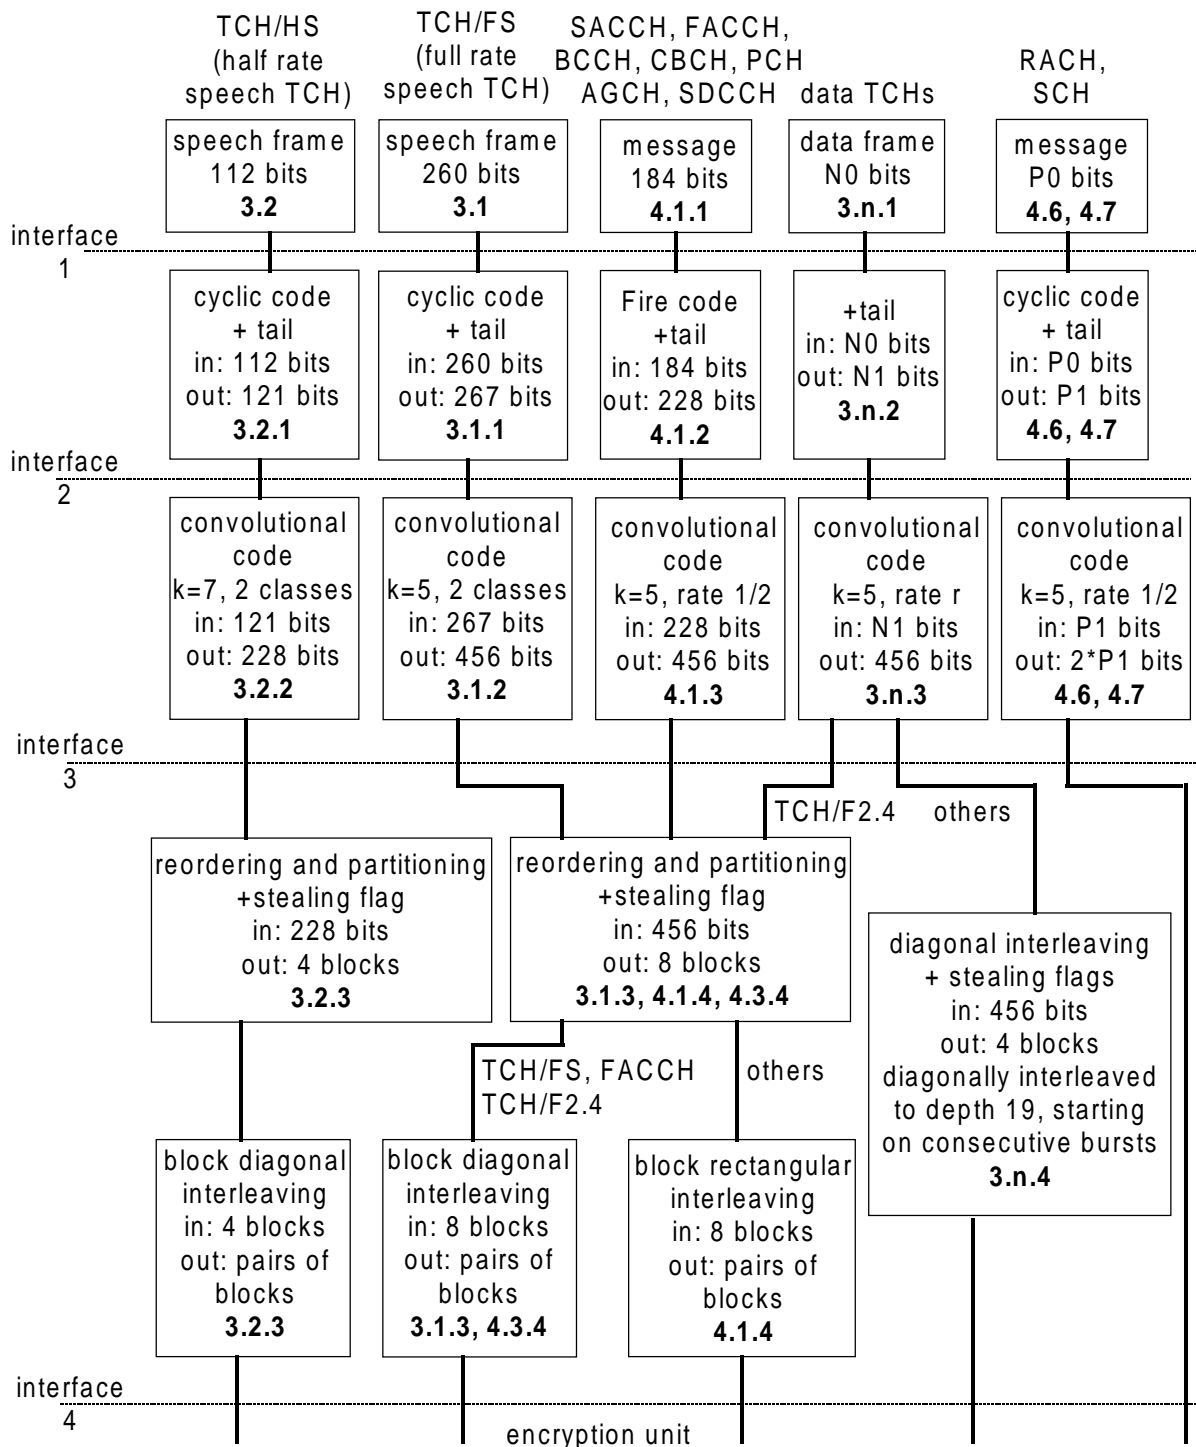 TCH/HS
(half rate
speech TCH)
TCH/FS
(full rate
speech TCH)
SACCH, FACCH,
BCCH, CBCH, PCH
AGCH, SDCCH
data TCHs
RACH,
SCH
speech frame
112 bits
3.2
speech frame
260 bits
3.1
message
184 bits
4.1.1
data frame
N0 bits
3.n.1
message
P0 bits
4.6, 4.7
interface
1
cyclic code
+ tail
in: 112 bits
out: 121 bits
3.2.1
cyclic code
+ tail
in: 260 bits
out: 267 bits
3.1.1
Fire code
+tail
in: 184 bits
out: 228 bits
4.1.2
+tail
in: N0 bits
out: N1 bits
3.n.2
cyclic code
+ tail
in: P0 bits
out: P1 bits
4.6, 4.7
interface
2
convolutional
code
k=7, 2 classes
in: 121 bits
out: 228 bits
3.2.2
convolutional
code
k=5, 2 classes
in: 267 bits
out: 456 bits
3.1.2
convolutional
code
k=5, rate 1/2
in: 228 bits
out: 456 bits
4.1.3
convolutional
code
k=5, rate r
in: N1 bits
out: 456 bits
3.n.3
convolutional
code
k=5, rate 1/2
in: P1 bits
out: 2*P1 bits
4.6, 4.7
interface
3
TCH/F2.4
others
reordering and partitioning
+stealing flag
in: 228 bits
out: 4 blocks
3.2.3
reordering and partitioning
+stealing flag
in: 456 bits
out: 8 blocks
3.1.3, 4.1.4, 4.3.4
diagonal interleaving
+ stealing flags
in: 456 bits
out: 4 blocks
diagonally interleaved
to depth 19, starting
on consecutive bursts
3.n.4
TCH/FS, FACCH
TCH/F2.4
others
block diagonal
interleaving
in: 4 blocks
out: pairs of
blocks
3.2.3
block diagonal
interleaving
in: 8 blocks
out: pairs of
blocks
3.1.3, 4.3.4
block rectangular
interleaving
in: 8 blocks
out: pairs of
blocks
4.1.4
interface
4
encryption unit